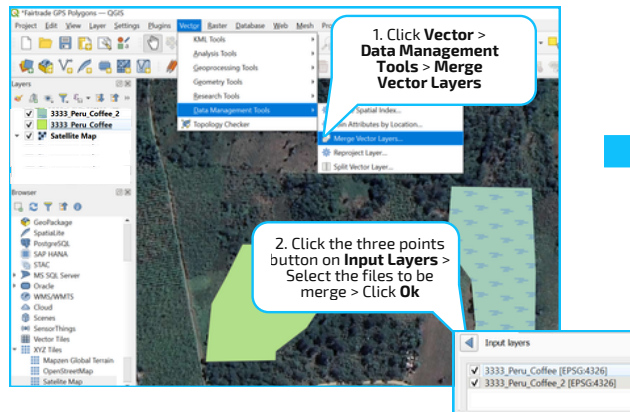 *Fairtrade GPS Polygons — QGIS
Project Edit View Layer Settings Plugins Vector Raster Database Web Mesh
KML Tools
Analysis Tools
Geoprocessing Tools
Geometry Tools
Research Tools
Data Management Tools
Topology Checker
Spatial Index...
Join Attributes by Location...
Merge Vector Layers...
Reproject Layer...
Split Vector Layer...
1. Click Vector >
Data Management
Tools > Merge
Vector Layers
Layers
3333_Peru_Coffee_2
3333_Peru_Coffee
Satellite Map
Browser
GeoPackage
SpatiaLite
PostgreSQL
SAP HANA
STAC
MS SQL Server
Oracle
WMS/WMTS
Cloud
Scenes
SensorThings
Vector Tiles
XYZ Tiles
Mapzen Global Terrain
OpenStreetMap
Satelite Map
2. Click the three points
button on Input Layers >
Select the files to be
merge > Click Ok
Input layers
3333_Peru_Coffee [EPSG:4326]
3333_Peru_Coffee_2 [EPSG:4326]